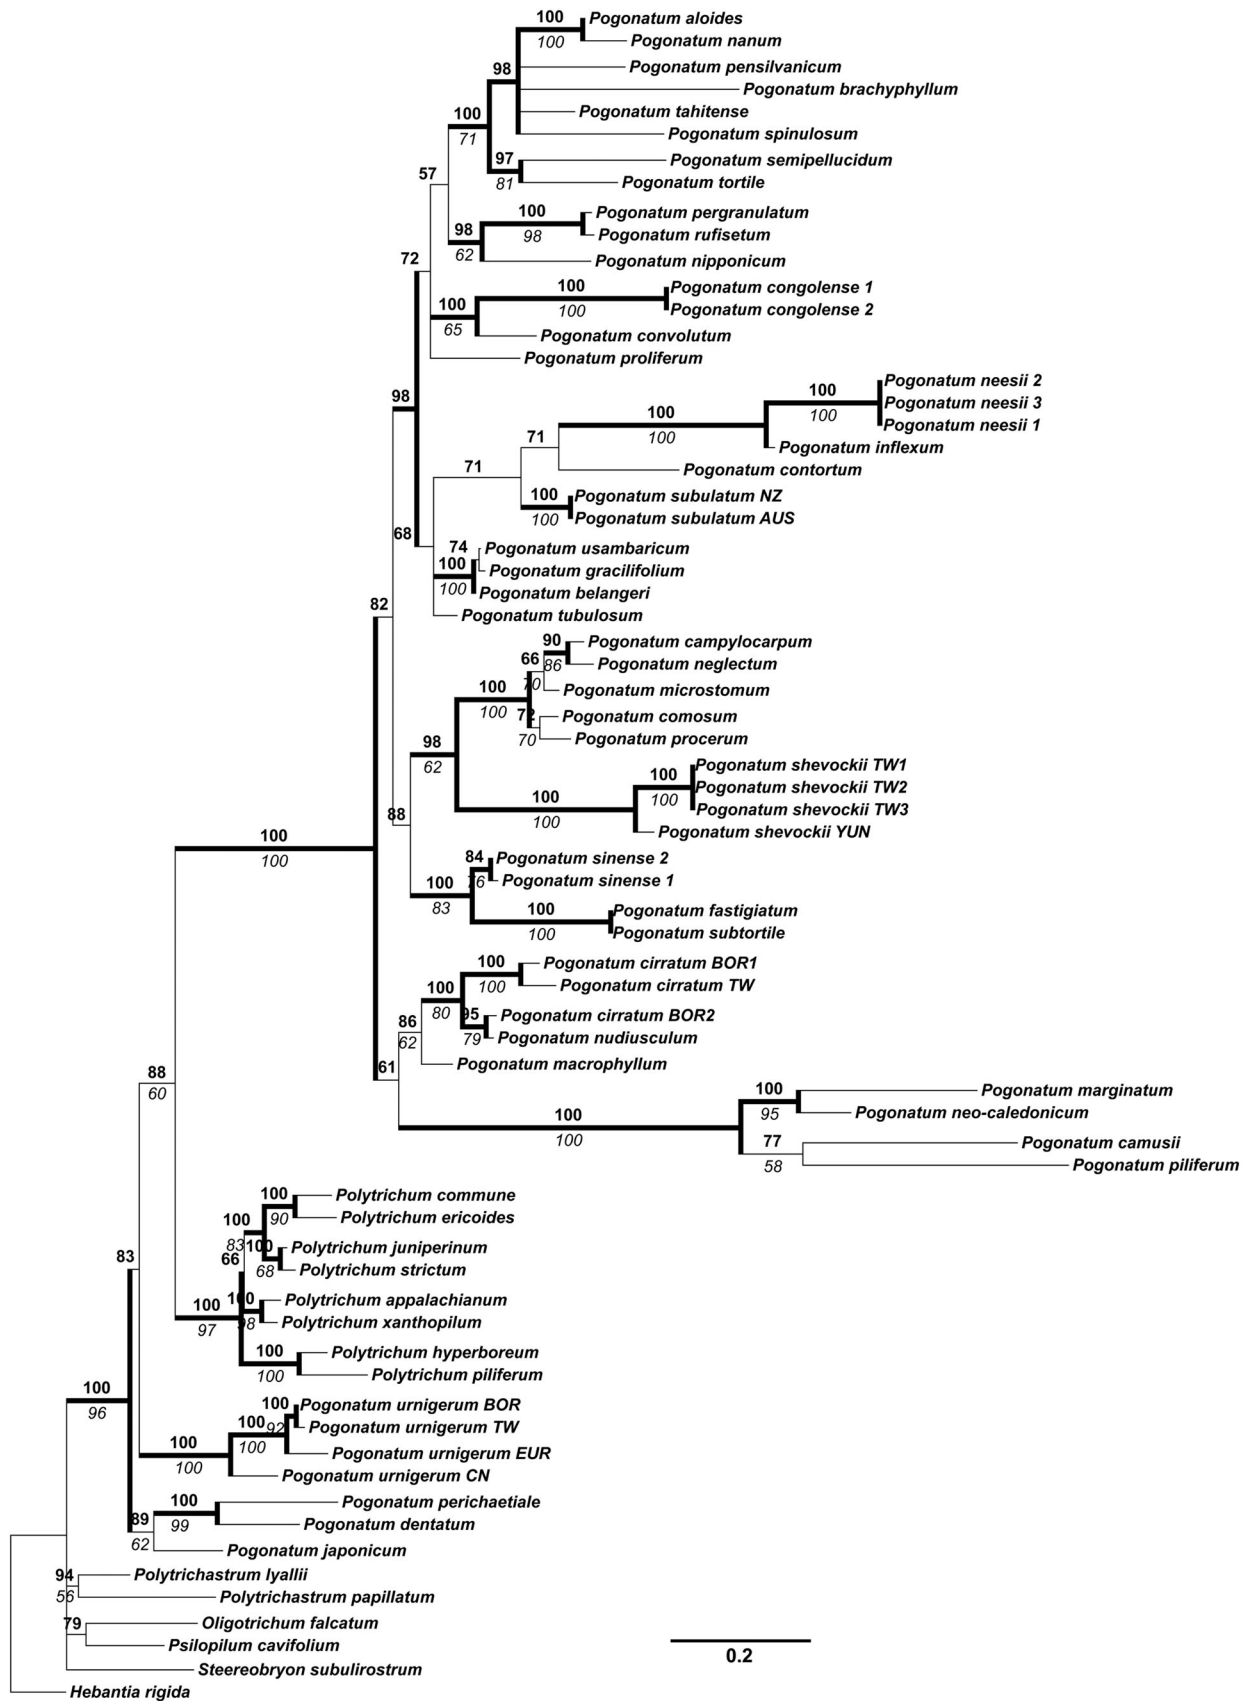 100 Pogonatum aloides
100 Pogonatum nanum
Pogonatum pensilvanicum
98
Pogonatum brachyphyllum
Pogonatum tahitense
100
71 Pogonatum spinulosum
97 Pogonatum semipellucidum
81 Pogonatum tortile
57
100 Pogonatum pergranulatum
98 98 Pogonatum rufisetum
62 Pogonatum nipponicum
72
100 Pogonatum congolense 1
100 100 Pogonatum congolense 2
65 Pogonatum convolutum
Pogonatum proliferum
100 Pogonatum neesii 2
98 100 Pogonatum neesii 3
100 100 Pogonatum neesii 1
71 100 Pogonatum inflexum
71 Pogonatum contortum
100 Pogonatum subulatum NZ
100 Pogonatum subulatum AUS
68
74 Pogonatum usambaricum
100 Pogonatum gracilifolium
100 Pogonatum belangeri
82 Pogonatum tubulosum
90 Pogonatum campylocarpum
66 86 Pogonatum neglectum
100 70 Pogonatum microstomum
100 72 Pogonatum comosum
98 70 Pogonatum procerum
62 Pogonatum shevockii TW1
100 Pogonatum shevockii TW2
100 100 Pogonatum shevockii TW3
88 100 Pogonatum shevockii YUN
100 84 Pogonatum sinense 2
100 100 76 Pogonatum sinense 1
83 100 Pogonatum fastigiatum
100 Pogonatum subtortile
100 Pogonatum cirratum BOR1
100 100 Pogonatum cirratum TW
80 95 Pogonatum cirratum BOR2
86 79 Pogonatum nudiusculum
62
61 Pogonatum macrophyllum
88 100 Pogonatum marginatum
60 100 95 Pogonatum neo-caledonicum
100 77 Pogonatum camusii
58 Pogonatum piliferum
100 Polytrichum commune
100 90 Polytrichum ericoides
83 100 Polytrichum juniperinum
83 66 68 Polytrichum strictum
100 100 Polytrichum appalachianum
97 98 Polytrichum xanthopilum
100 Polytrichum hyperboreum
100 Polytrichum piliferum
100 100 Pogonatum urnigerum BOR
96 100 92 Pogonatum urnigerum TW
100 100 Pogonatum urnigerum EUR
100 Pogonatum urnigerum CN
100 Pogonatum perichaetiale
89 99 Pogonatum dentatum
62 Pogonatum japonicum
94 Polytrichastrum lyallii
56 Polytrichastrum papillatum
79 Oligotrichum falcatum
Psilopilum cavifolium
0.2
Steereobryon subulirostrum
Hebantia rigida